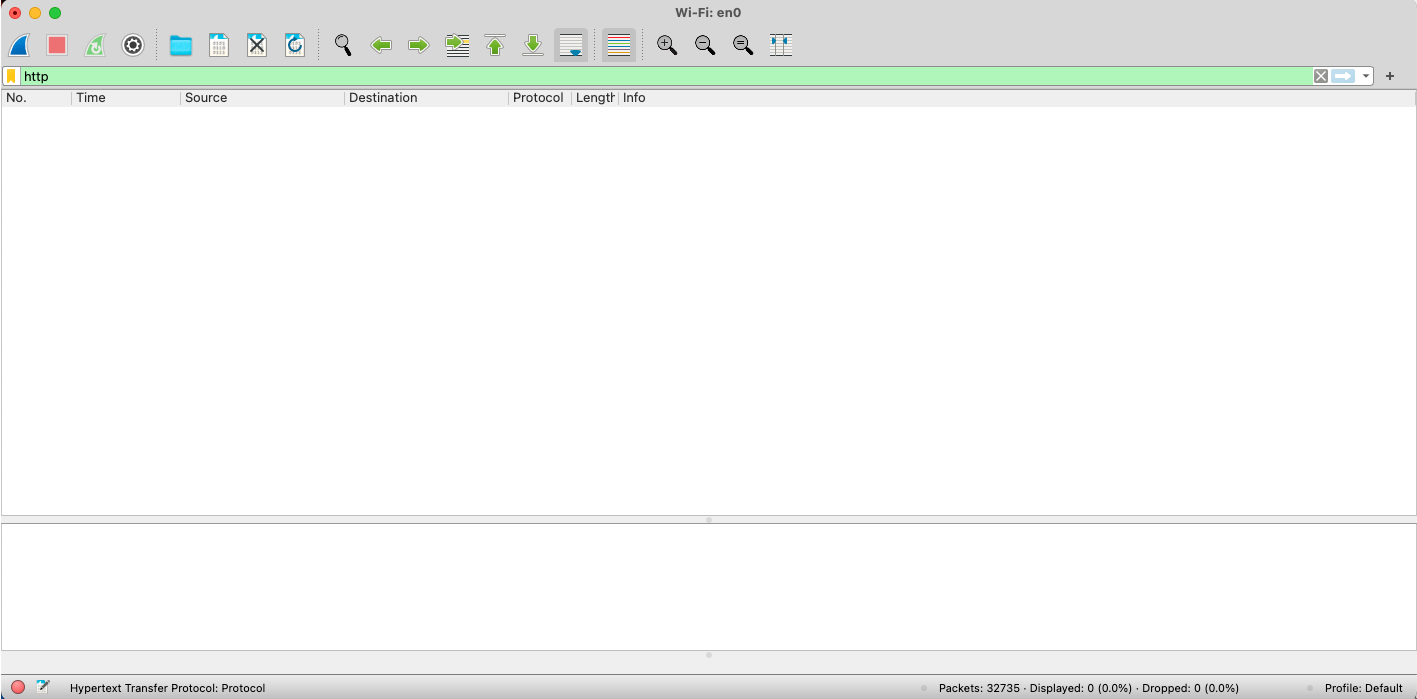 Wi-Fi: en0
http
No. Time Source Destination Protocol Length Info
Hypertext Transfer Protocol: Protocol Packets: 32735 · Displayed: 0 (0.0%) · Dropped: 0 (0.0%) Profile: Default